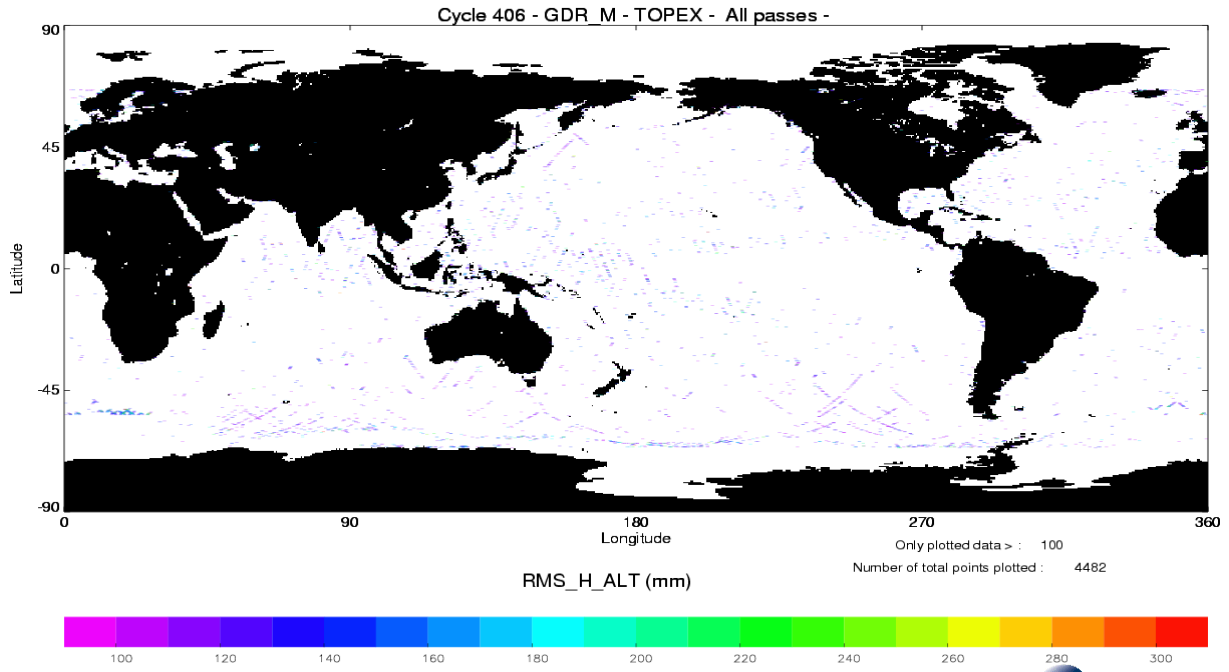 Cycle 406 - GDR_M - TOPEX - All passes -
90
45
0
-45
-90
Latitude
0 90 180 270 360
Longitude
Only plotted data > : 100
Number of total points plotted : 4482
RMS_H_ALT (mm)
100 120 140 160 180 200 220 240 260 280 300